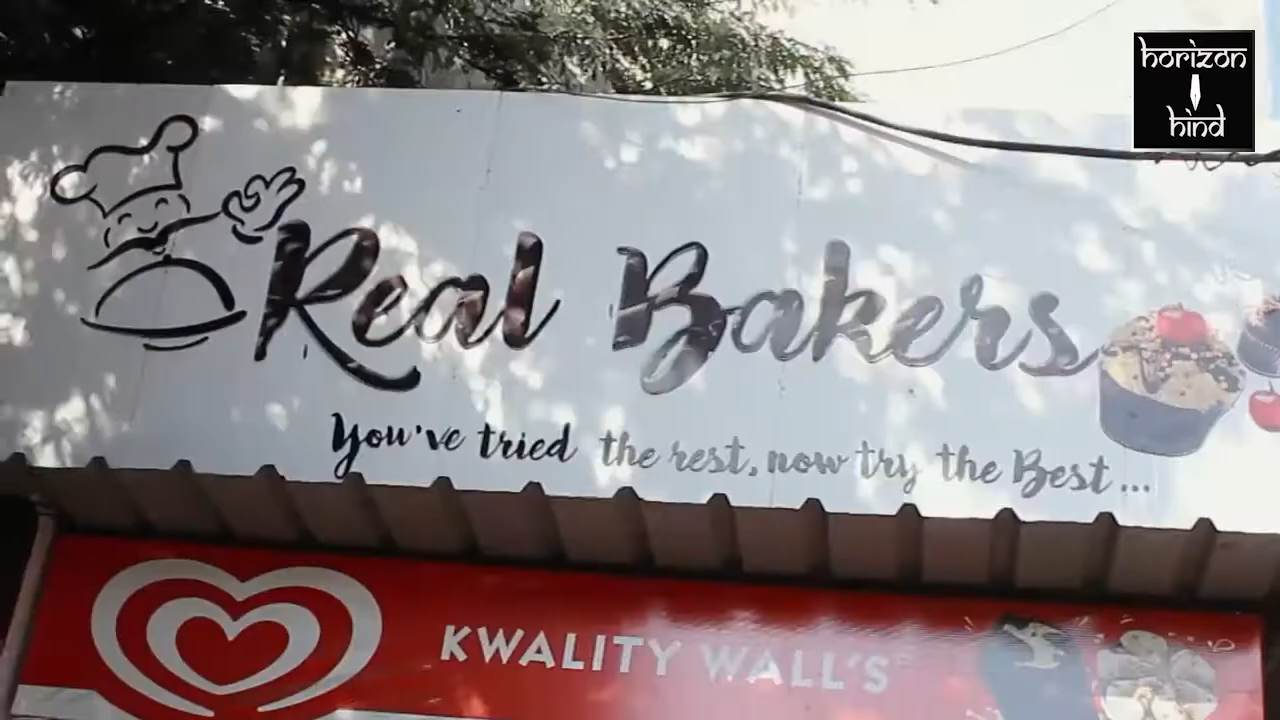 horizon
hind
Real Bakers
You've tried the rest, now try the Best...
KWALITY WALL'S